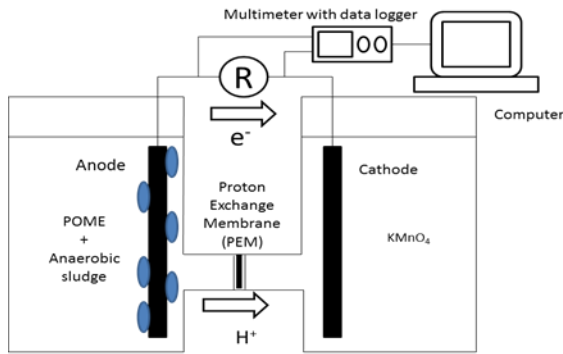 Multimeter with data logger
R
Computer
e⁻
Anode
Cathode
Proton
Exchange
Membrane
(PEM)
POME
+
Anaerobic
sludge
KMnO₄
H⁺